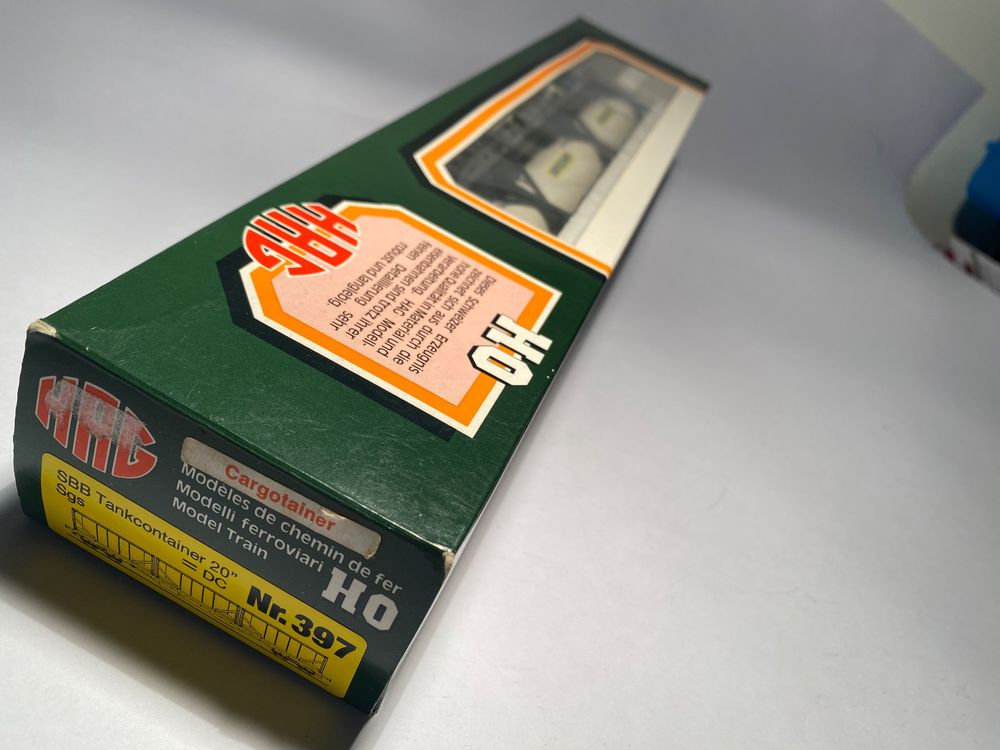 HAG
Dieses schweizer Erzeugnis
zeichnet sich aus durch die
hohe Qualität in Material und
Verarbeitung. HAG Modell-
eisenbahnen sind trotz ihrer
feinen Detaillierung sehr
robust und langlebig.
HO
HAG
Cargotainer
Modèles de chemin de fer
Modelli ferroviari
Model Train
HO
SBB Tankcontainer 20"
Sgs
= DC
Nr.397